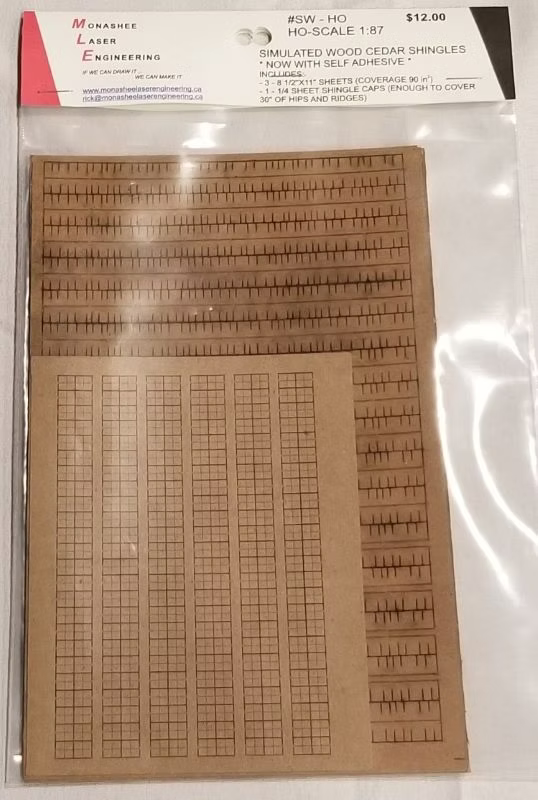 MONASHEE
LASER
ENGINEERING
IF WE CAN DRAW IT ...
... WE CAN MAKE IT
www.monasheelaserengineering.ca
rick@monasheelaserengineering.ca
#SW - HO $12.00
HO-SCALE 1:87
SIMULATED WOOD CEDAR SHINGLES
* NOW WITH SELF ADHESIVE *
INCLUDES:
- 3 - 8 1/2"X11" SHEETS (COVERAGE 90 in²)
- 1 - 1/4 SHEET SHINGLE CAPS (ENOUGH TO COVER
30" OF HIPS AND RIDGES)